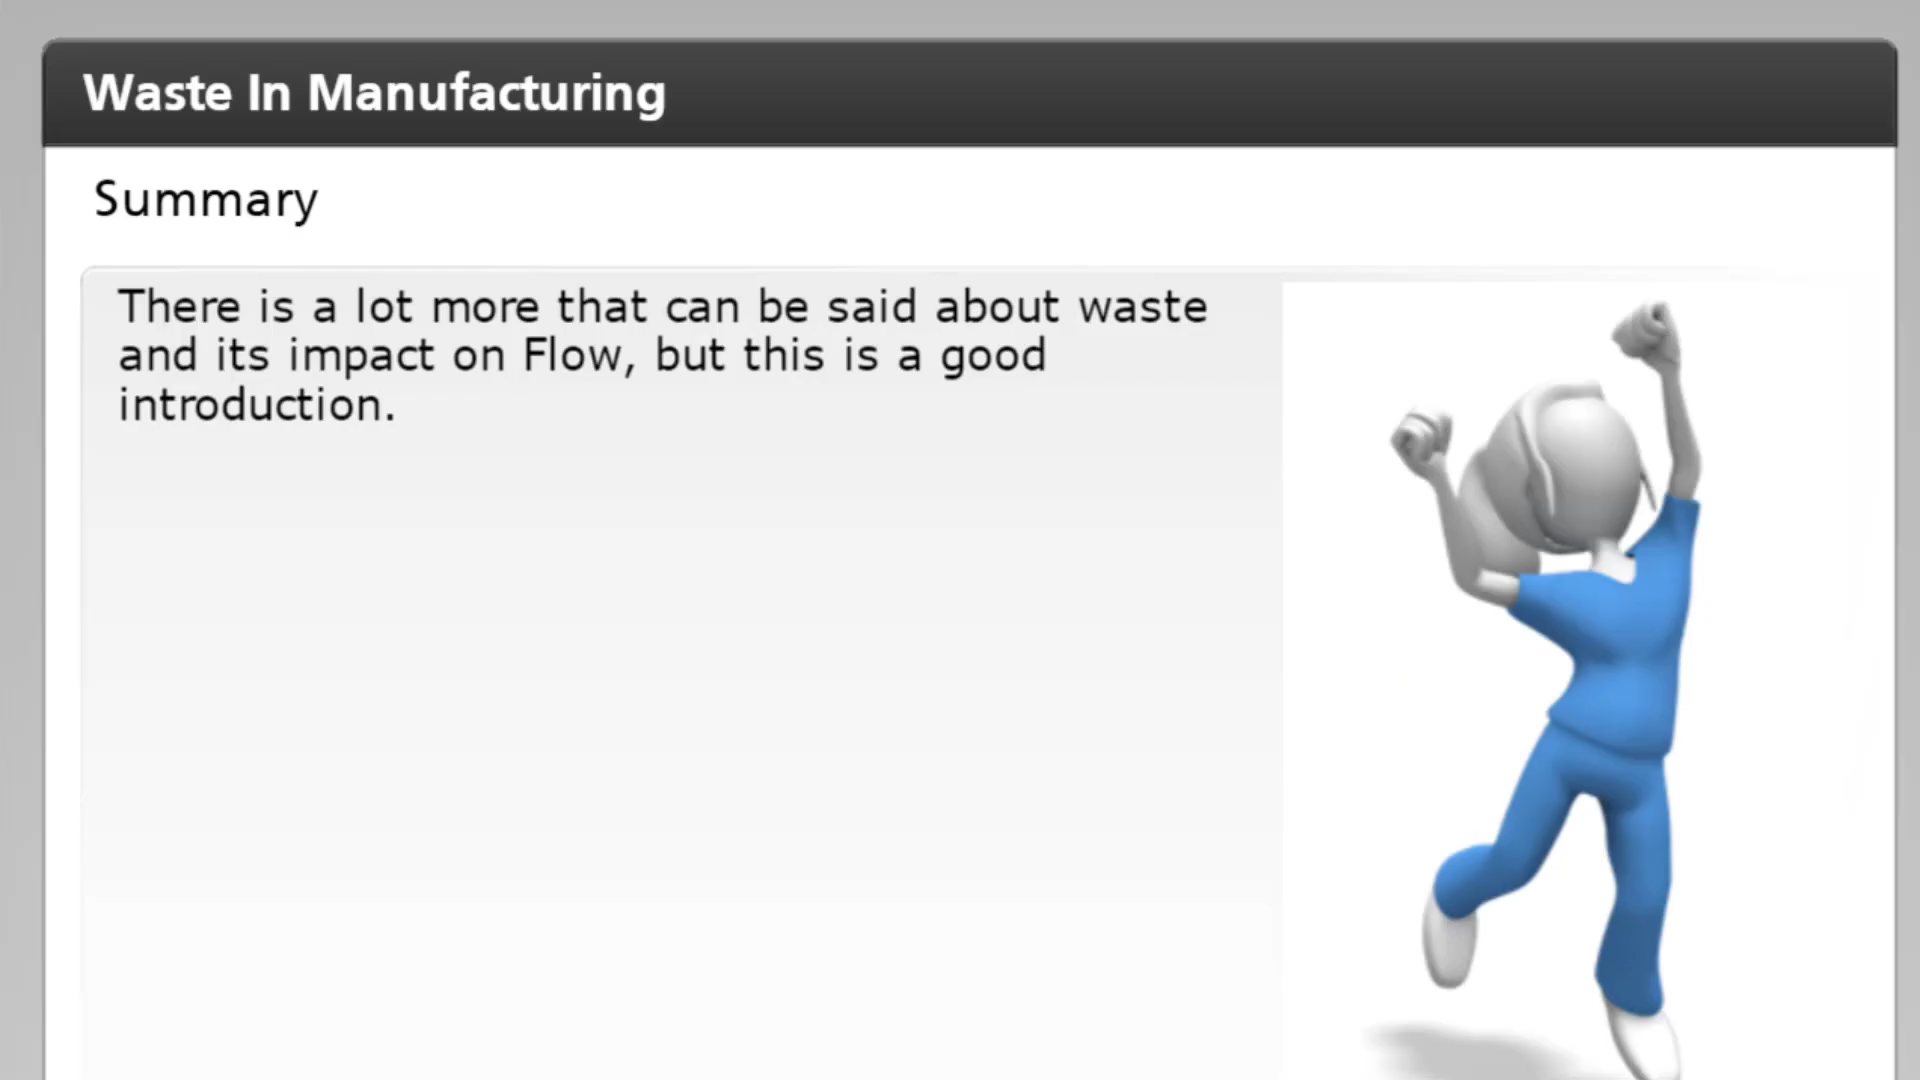 Waste In Manufacturing
Summary
There is a lot more that can be said about waste
and its impact on Flow, but this is a good
introduction.